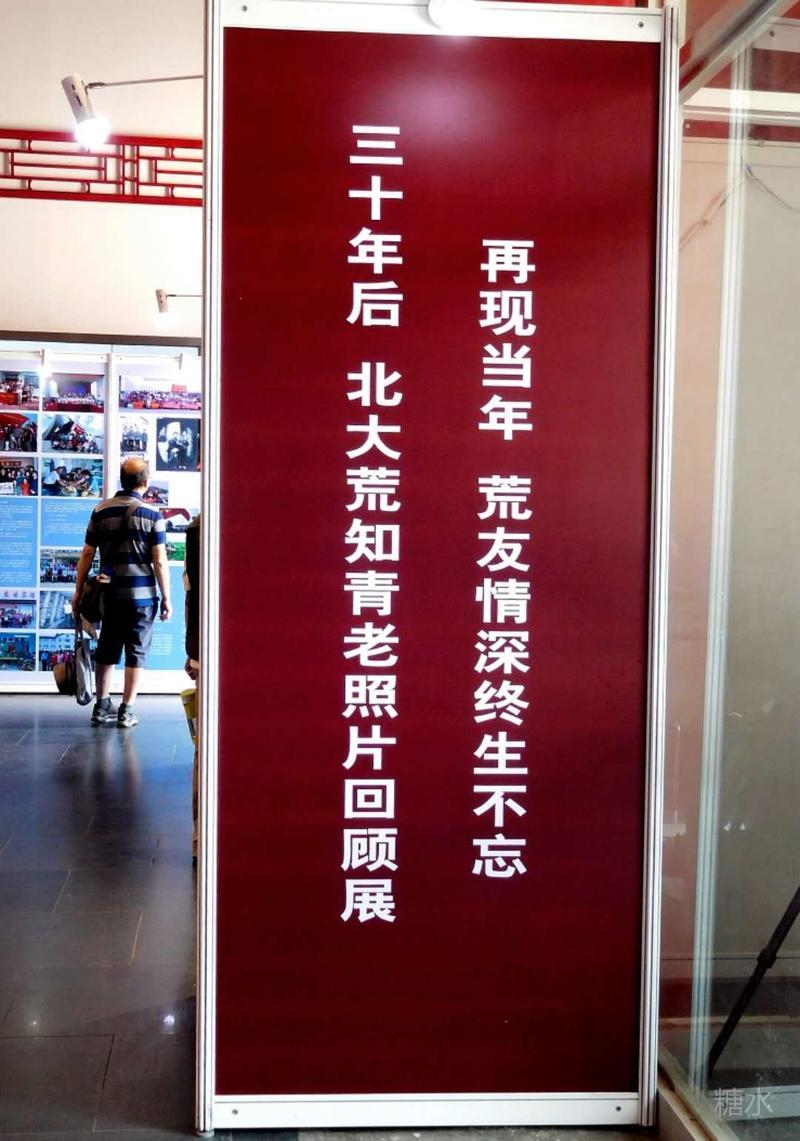 再现当年 荒友情深终生不忘
三十年后 北大荒知青老照片回顾展
糖水